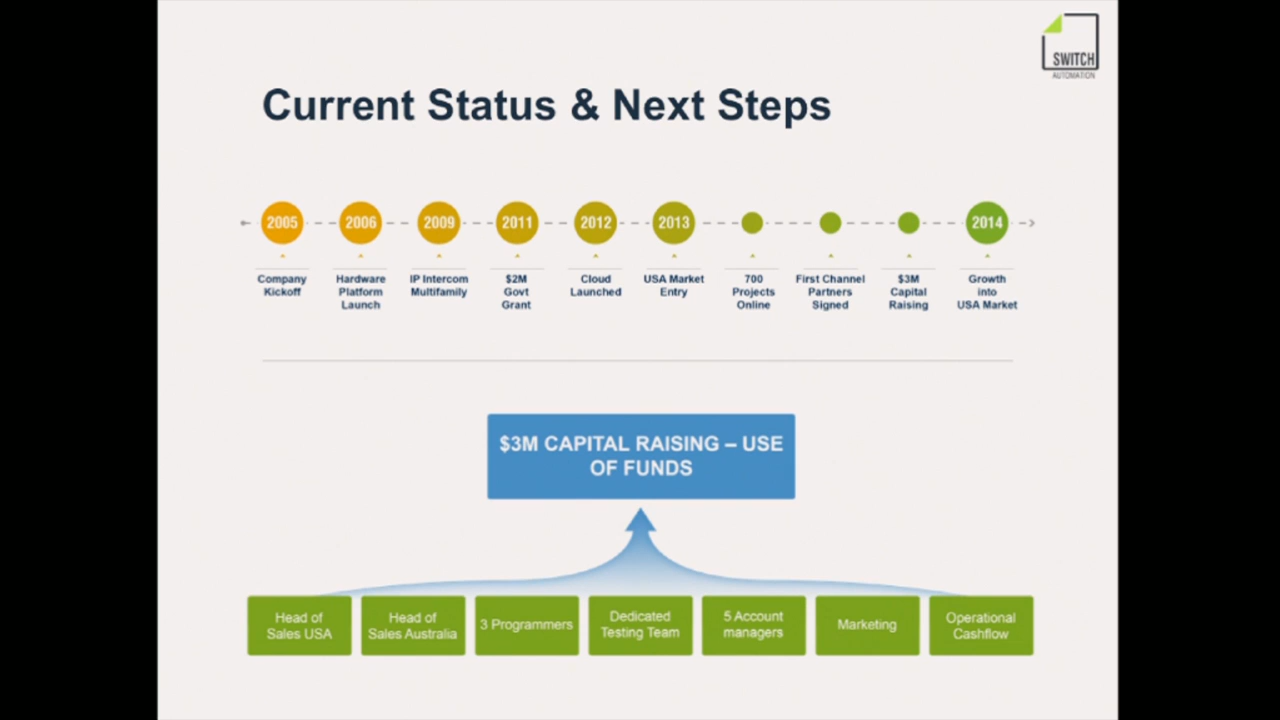 SWITCH
AUTOMATION
Current Status & Next Steps
2005
2006
2009
2011
2012
2013
2014
Company
Kickoff
Hardware
Platform
Launch
IP Intercom
Multifamily
$2M
Govt
Grant
Cloud
Launched
USA Market
Entry
700
Projects
Online
First Channel
Partners
Signed
$3M
Capital
Raising
Growth
into
USA Market
$3M CAPITAL RAISING – USE
OF FUNDS
Head of
Sales USA
Head of
Sales Australia
3 Programmers
Dedicated
Testing Team
5 Account
managers
Marketing
Operational
Cashflow